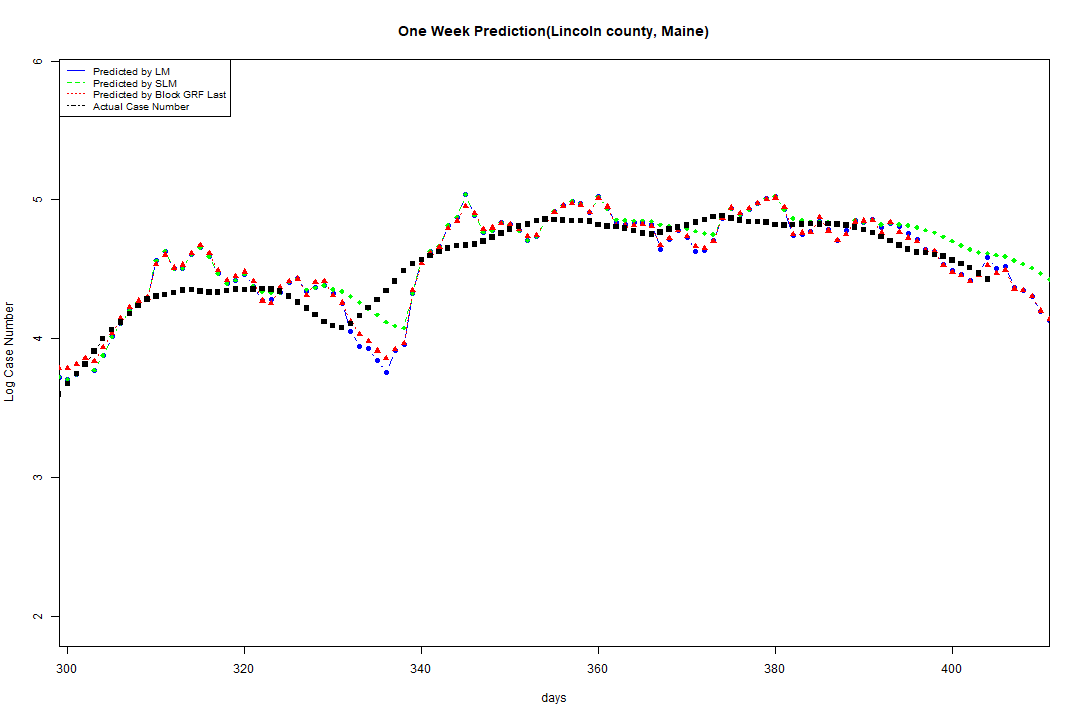 One Week Prediction(Lincoln county, Maine)
Predicted by LM
Predicted by SLM
Predicted by Block GRF Last
Actual Case Number
6
5
4
3
2
Log Case Number
300 320 340 360 380 400
days